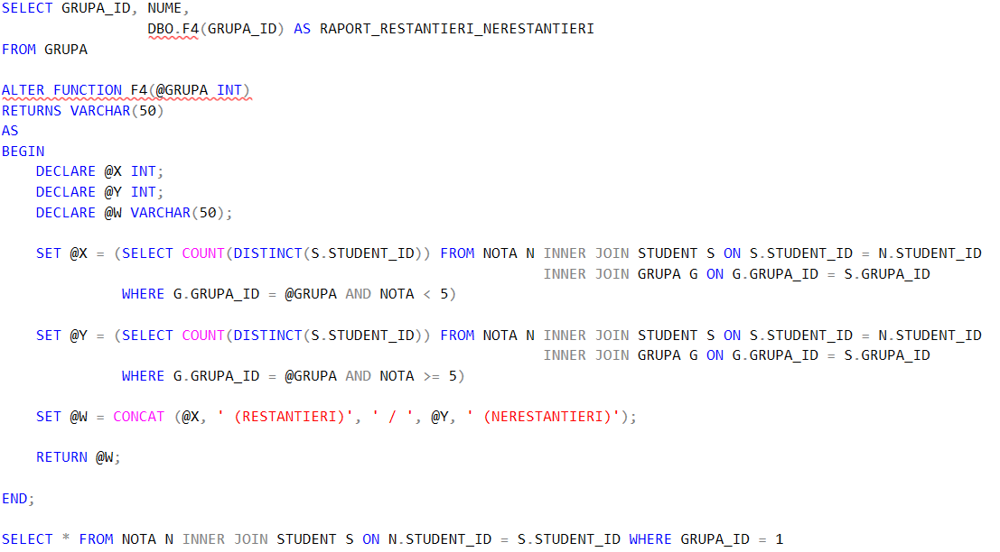 SELECT GRUPA_ID, NUME,
DBO.F4(GRUPA_ID) AS RAPORT_RESTANTIERI_NERESTANTIERI
FROM GRUPA
ALTER FUNCTION F4(@GRUPA INT)
RETURNS VARCHAR(50)
AS
BEGIN
DECLARE @X INT;
DECLARE @Y INT;
DECLARE @W VARCHAR(50);
SET @X = (SELECT COUNT(DISTINCT(S.STUDENT_ID)) FROM NOTA N INNER JOIN STUDENT S ON S.STUDENT_ID = N.STUDENT_ID
INNER JOIN GRUPA G ON G.GRUPA_ID = S.GRUPA_ID
WHERE G.GRUPA_ID = @GRUPA AND NOTA < 5)
SET @Y = (SELECT COUNT(DISTINCT(S.STUDENT_ID)) FROM NOTA N INNER JOIN STUDENT S ON S.STUDENT_ID = N.STUDENT_ID
INNER JOIN GRUPA G ON G.GRUPA_ID = S.GRUPA_ID
WHERE G.GRUPA_ID = @GRUPA AND NOTA >= 5)
SET @W = CONCAT (@X, ' (RESTANTIERI)', ' / ', @Y, ' (NERESTANTIERI)');
RETURN @W;
END;
SELECT * FROM NOTA N INNER JOIN STUDENT S ON N.STUDENT_ID = S.STUDENT_ID WHERE GRUPA_ID = 1